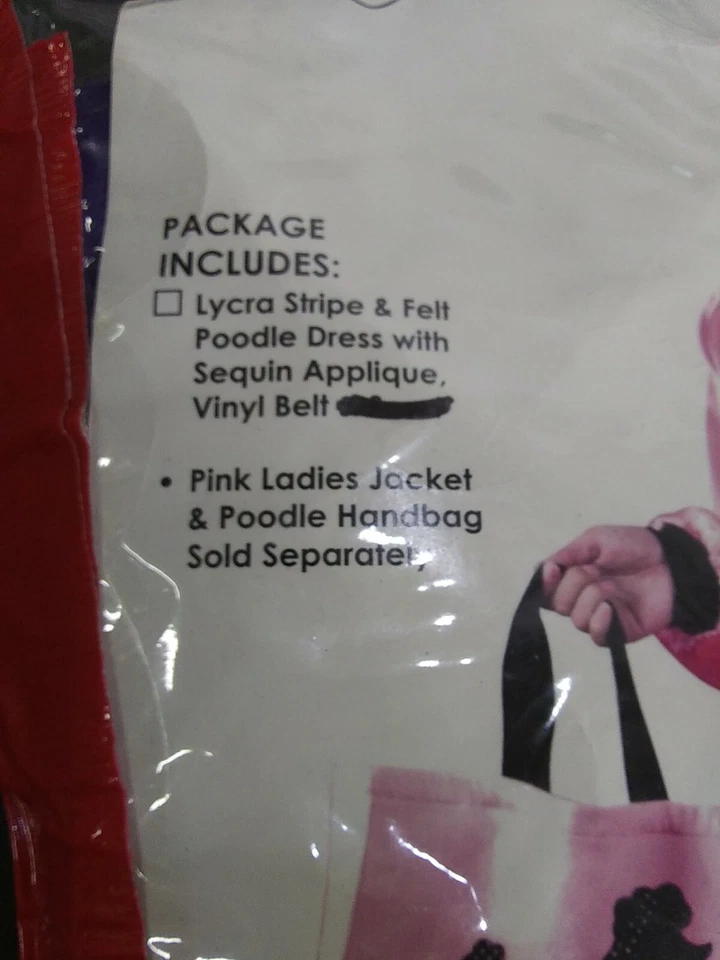 PACKAGE
INCLUDES:
☐ Lycra Stripe & Felt
Poodle Dress with
Sequin Applique,
Vinyl Belt
• Pink Ladies Jacket
& Poodle Handbag
Sold Separately